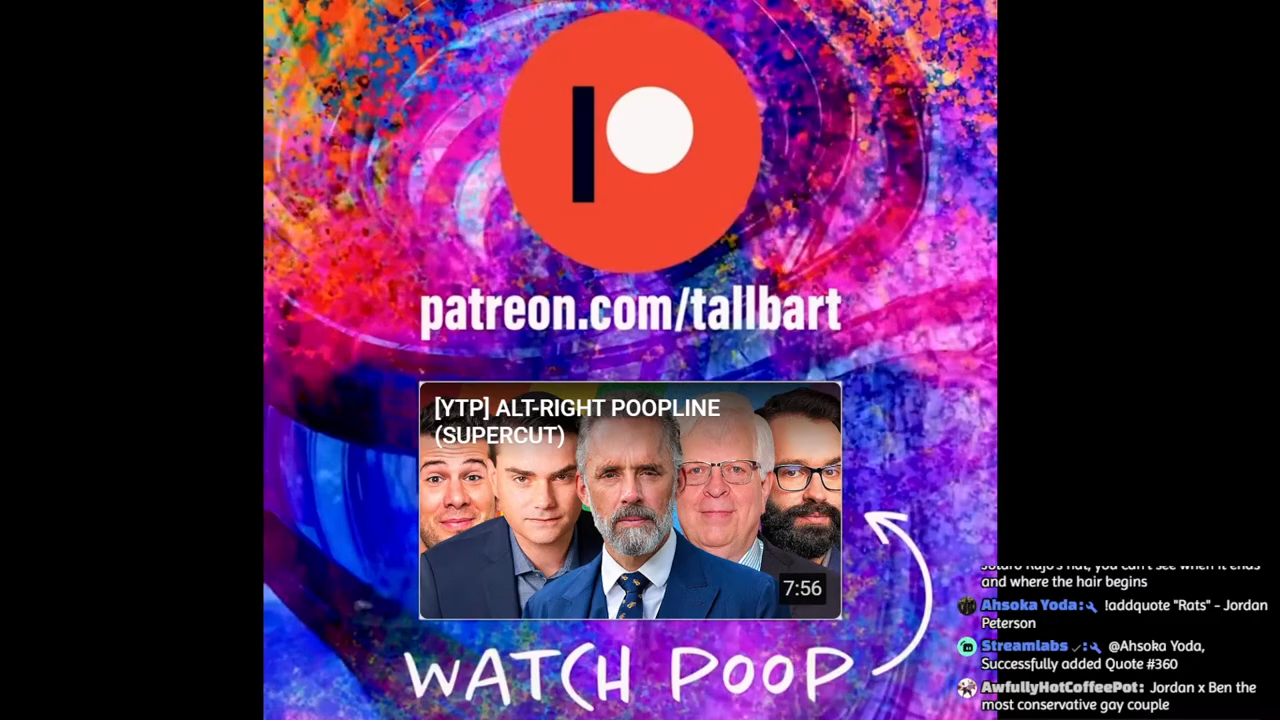 patreon.com/tallbart
[YTP] ALT-RIGHT POOPLINE
(SUPERCUT)
7:56
WATCH POOP
and where the hair begins
Ahsoka Yoda: !addquote "Rats" - Jordan
Peterson
Streamlabs : @Ahsoka Yoda,
Successfully added Quote #360
AwfullyHotCoffeePot: Jordan x Ben the
most conservative gay couple